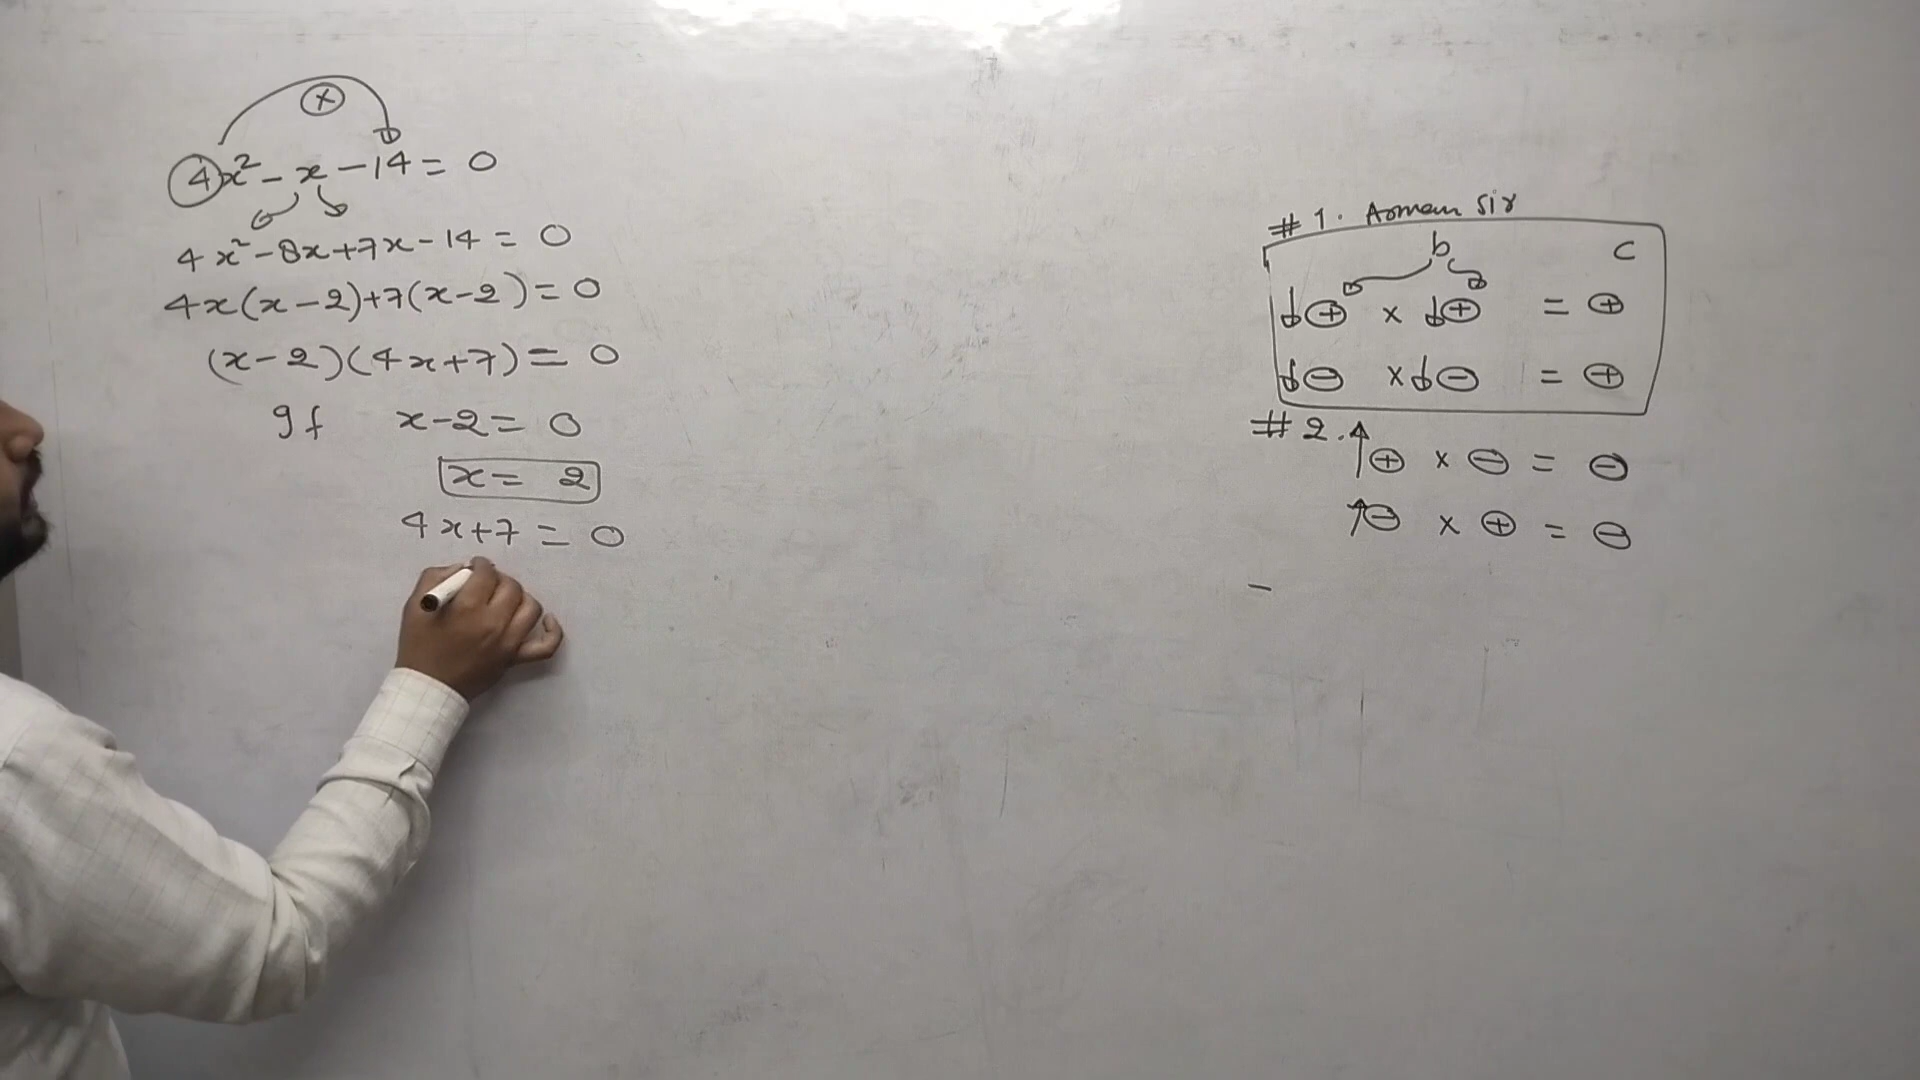 ⊗
4x² - x - 14 = 0
4x² - 8x + 7x - 14 = 0
4x(x - 2) + 7(x - 2) = 0
(x - 2)(4x + 7) = 0
If x - 2 = 0
x = 2
4x + 7 = 0
# 1. Arman Sir
b c
↓⊕ × ↓⊕ = ⊕
↓⊖ × ↓⊖ = ⊕
# 2.
↑⊕ × ⊖ = ⊖
↑⊖ × ⊕ = ⊖
-